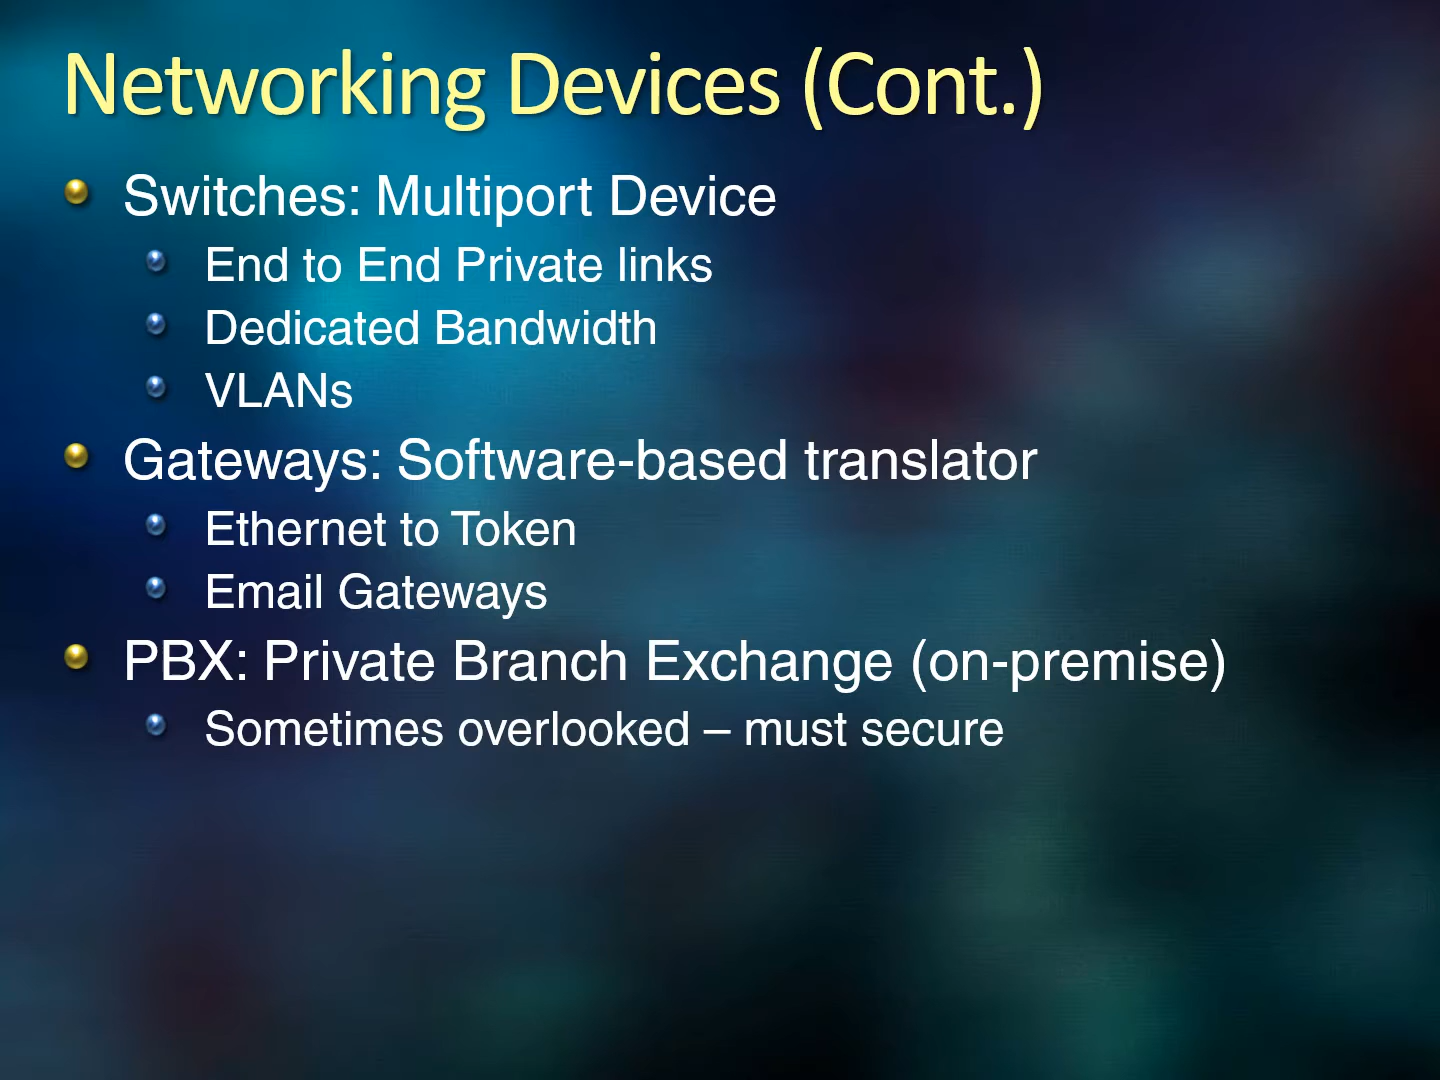 Networking Devices (Cont.)
Switches: Multiport Device
End to End Private links
Dedicated Bandwidth
VLANs
Gateways: Software-based translator
Ethernet to Token
Email Gateways
PBX: Private Branch Exchange (on-premise)
Sometimes overlooked – must secure